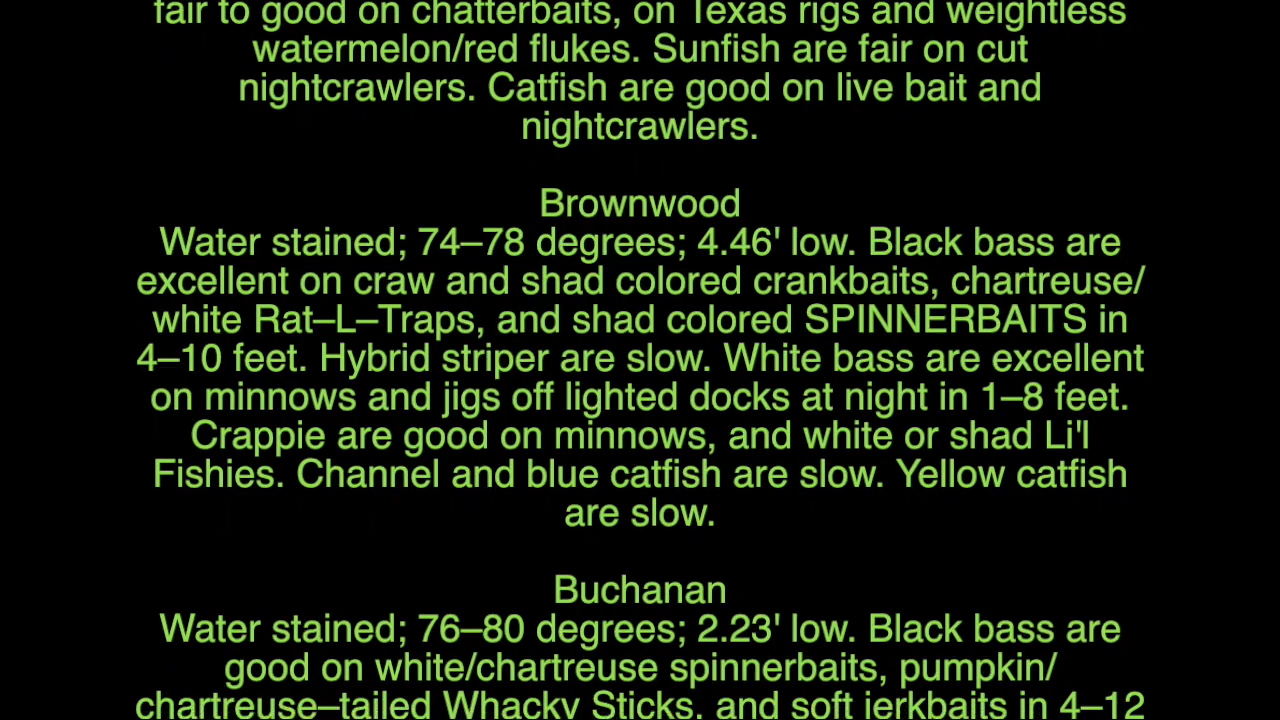 fair to good on chatterbaits, on Texas rigs and weightless
watermelon/red flukes. Sunfish are fair on cut
nightcrawlers. Catfish are good on live bait and
nightcrawlers.
Brownwood
Water stained; 74–78 degrees; 4.46' low. Black bass are
excellent on craw and shad colored crankbaits, chartreuse/
white Rat–L–Traps, and shad colored SPINNERBAITS in
4–10 feet. Hybrid striper are slow. White bass are excellent
on minnows and jigs off lighted docks at night in 1–8 feet.
Crappie are good on minnows, and white or shad Li'l
Fishies. Channel and blue catfish are slow. Yellow catfish
are slow.
Buchanan
Water stained; 76–80 degrees; 2.23' low. Black bass are
good on white/chartreuse spinnerbaits, pumpkin/
chartreuse–tailed Whacky Sticks, and soft jerkbaits in 4–12